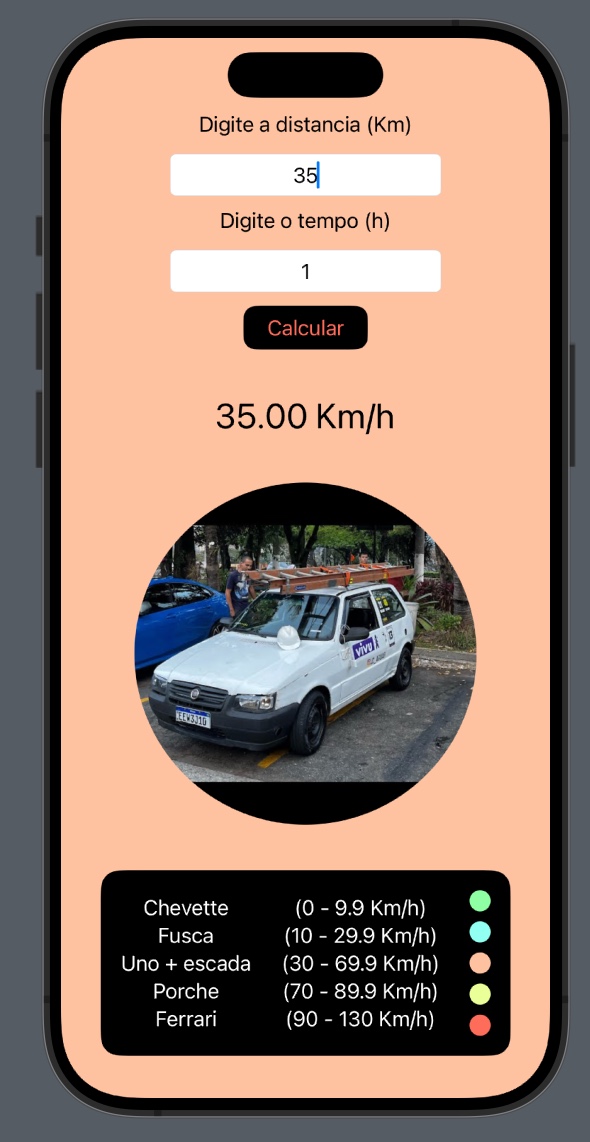 Digite a distancia (Km)
35
Digite o tempo (h)
1
Calcular
35.00 Km/h
vivo
Chevette (0 - 9.9 Km/h)
Fusca (10 - 29.9 Km/h)
Uno + escada (30 - 69.9 Km/h)
Porche (70 - 89.9 Km/h)
Ferrari (90 - 130 Km/h)